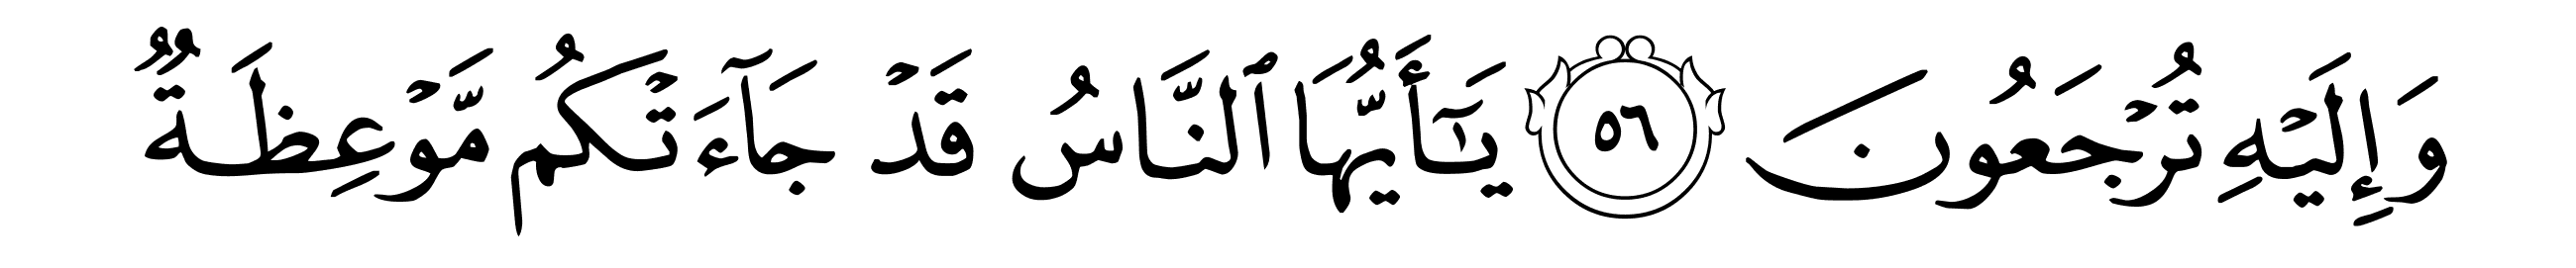 وَإِلَيْهِ تُرْجَعُونَ ٥٦ يَٰٓأَيُّهَا ٱلنَّاسُ قَدْ جَآءَتْكُم مَّوْعِظَةٌ